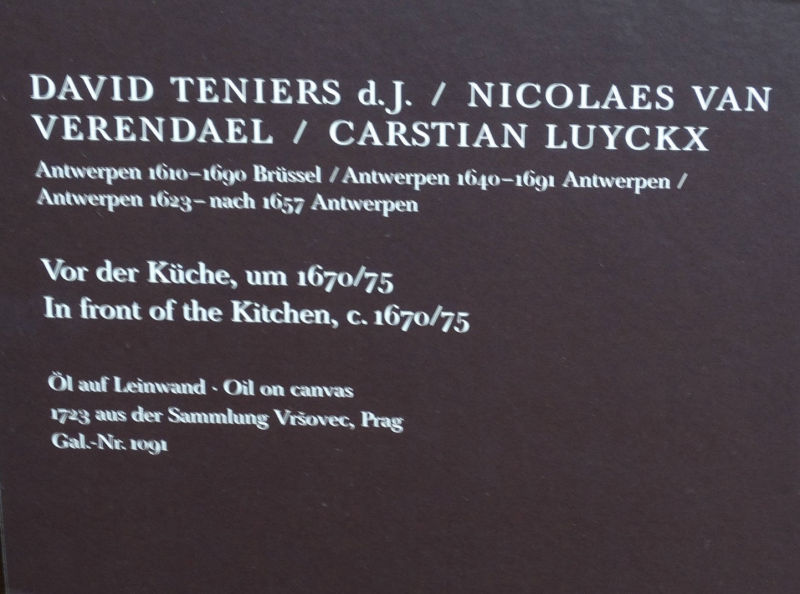 DAVID TENIERS d.J. / NICOLAES VAN
VERENDAEL / CARSTIAN LUYCKX
Antwerpen 1610–1690 Brüssel / Antwerpen 1640–1691 Antwerpen /
Antwerpen 1623– nach 1657 Antwerpen
Vor der Küche, um 1670/75
In front of the Kitchen, c. 1670/75
Öl auf Leinwand · Oil on canvas
1723 aus der Sammlung Vršovec, Prag
Gal.-Nr. 1091